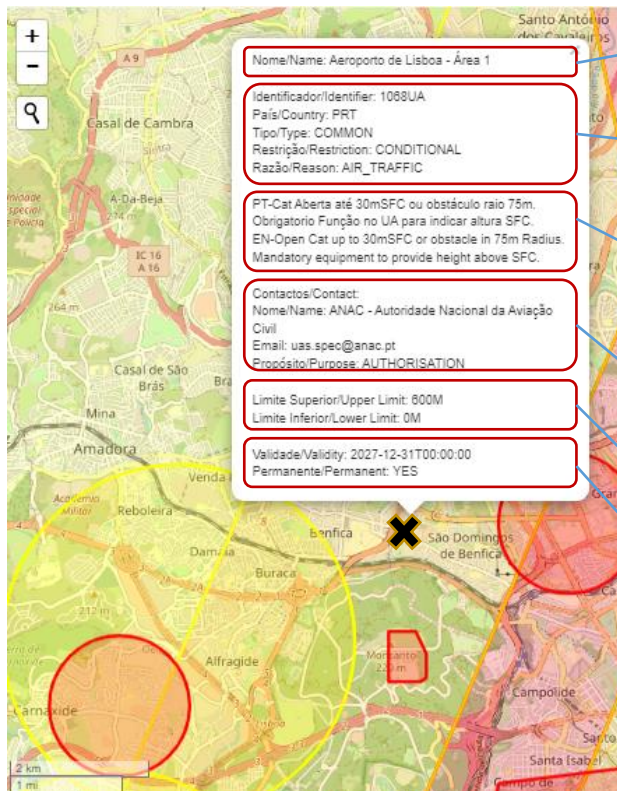 Santo António
dos Cavaleiros
+
−
A 9
Casal de Cambra
Sintra
A-Da-Beja
274 m
IC 16
A 16
264 m
Casal de São
Brás
Mina
Amadora
Nome/Name: Aeroporto de Lisboa - Área 1
Identificador/Identifier: 1068UA
País/Country: PRT
Tipo/Type: COMMON
Restrição/Restriction: CONDITIONAL
Razão/Reason: AIR_TRAFFIC
PT-Cat Aberta até 30mSFC ou obstáculo raio 75m.
Obrigatorio Função no UA para indicar altura SFC.
EN-Open Cat up to 30mSFC or obstacle in 75m Radius.
Mandatory equipment to provide height above SFC.
Contactos/Contact:
Nome/Name: ANAC - Autoridade Nacional da Aviação
Civil
Email: uas.spec@anac.pt
Propósito/Purpose: AUTHORISATION
Limite Superior/Upper Limit: 600M
Limite Inferior/Lower Limit: 0M
Validade/Validity: 2027-12-31T00:00:00
Permanente/Permanent: YES
Academia
Militar
Reboleira
Venda
Benfica
São Domingos
de Benfica
Damaia
Buraca
212 m
Alfragide
Monsanto
Carnaxide
Campolide
Santa Isabel
Campo de
2 km
1 mi